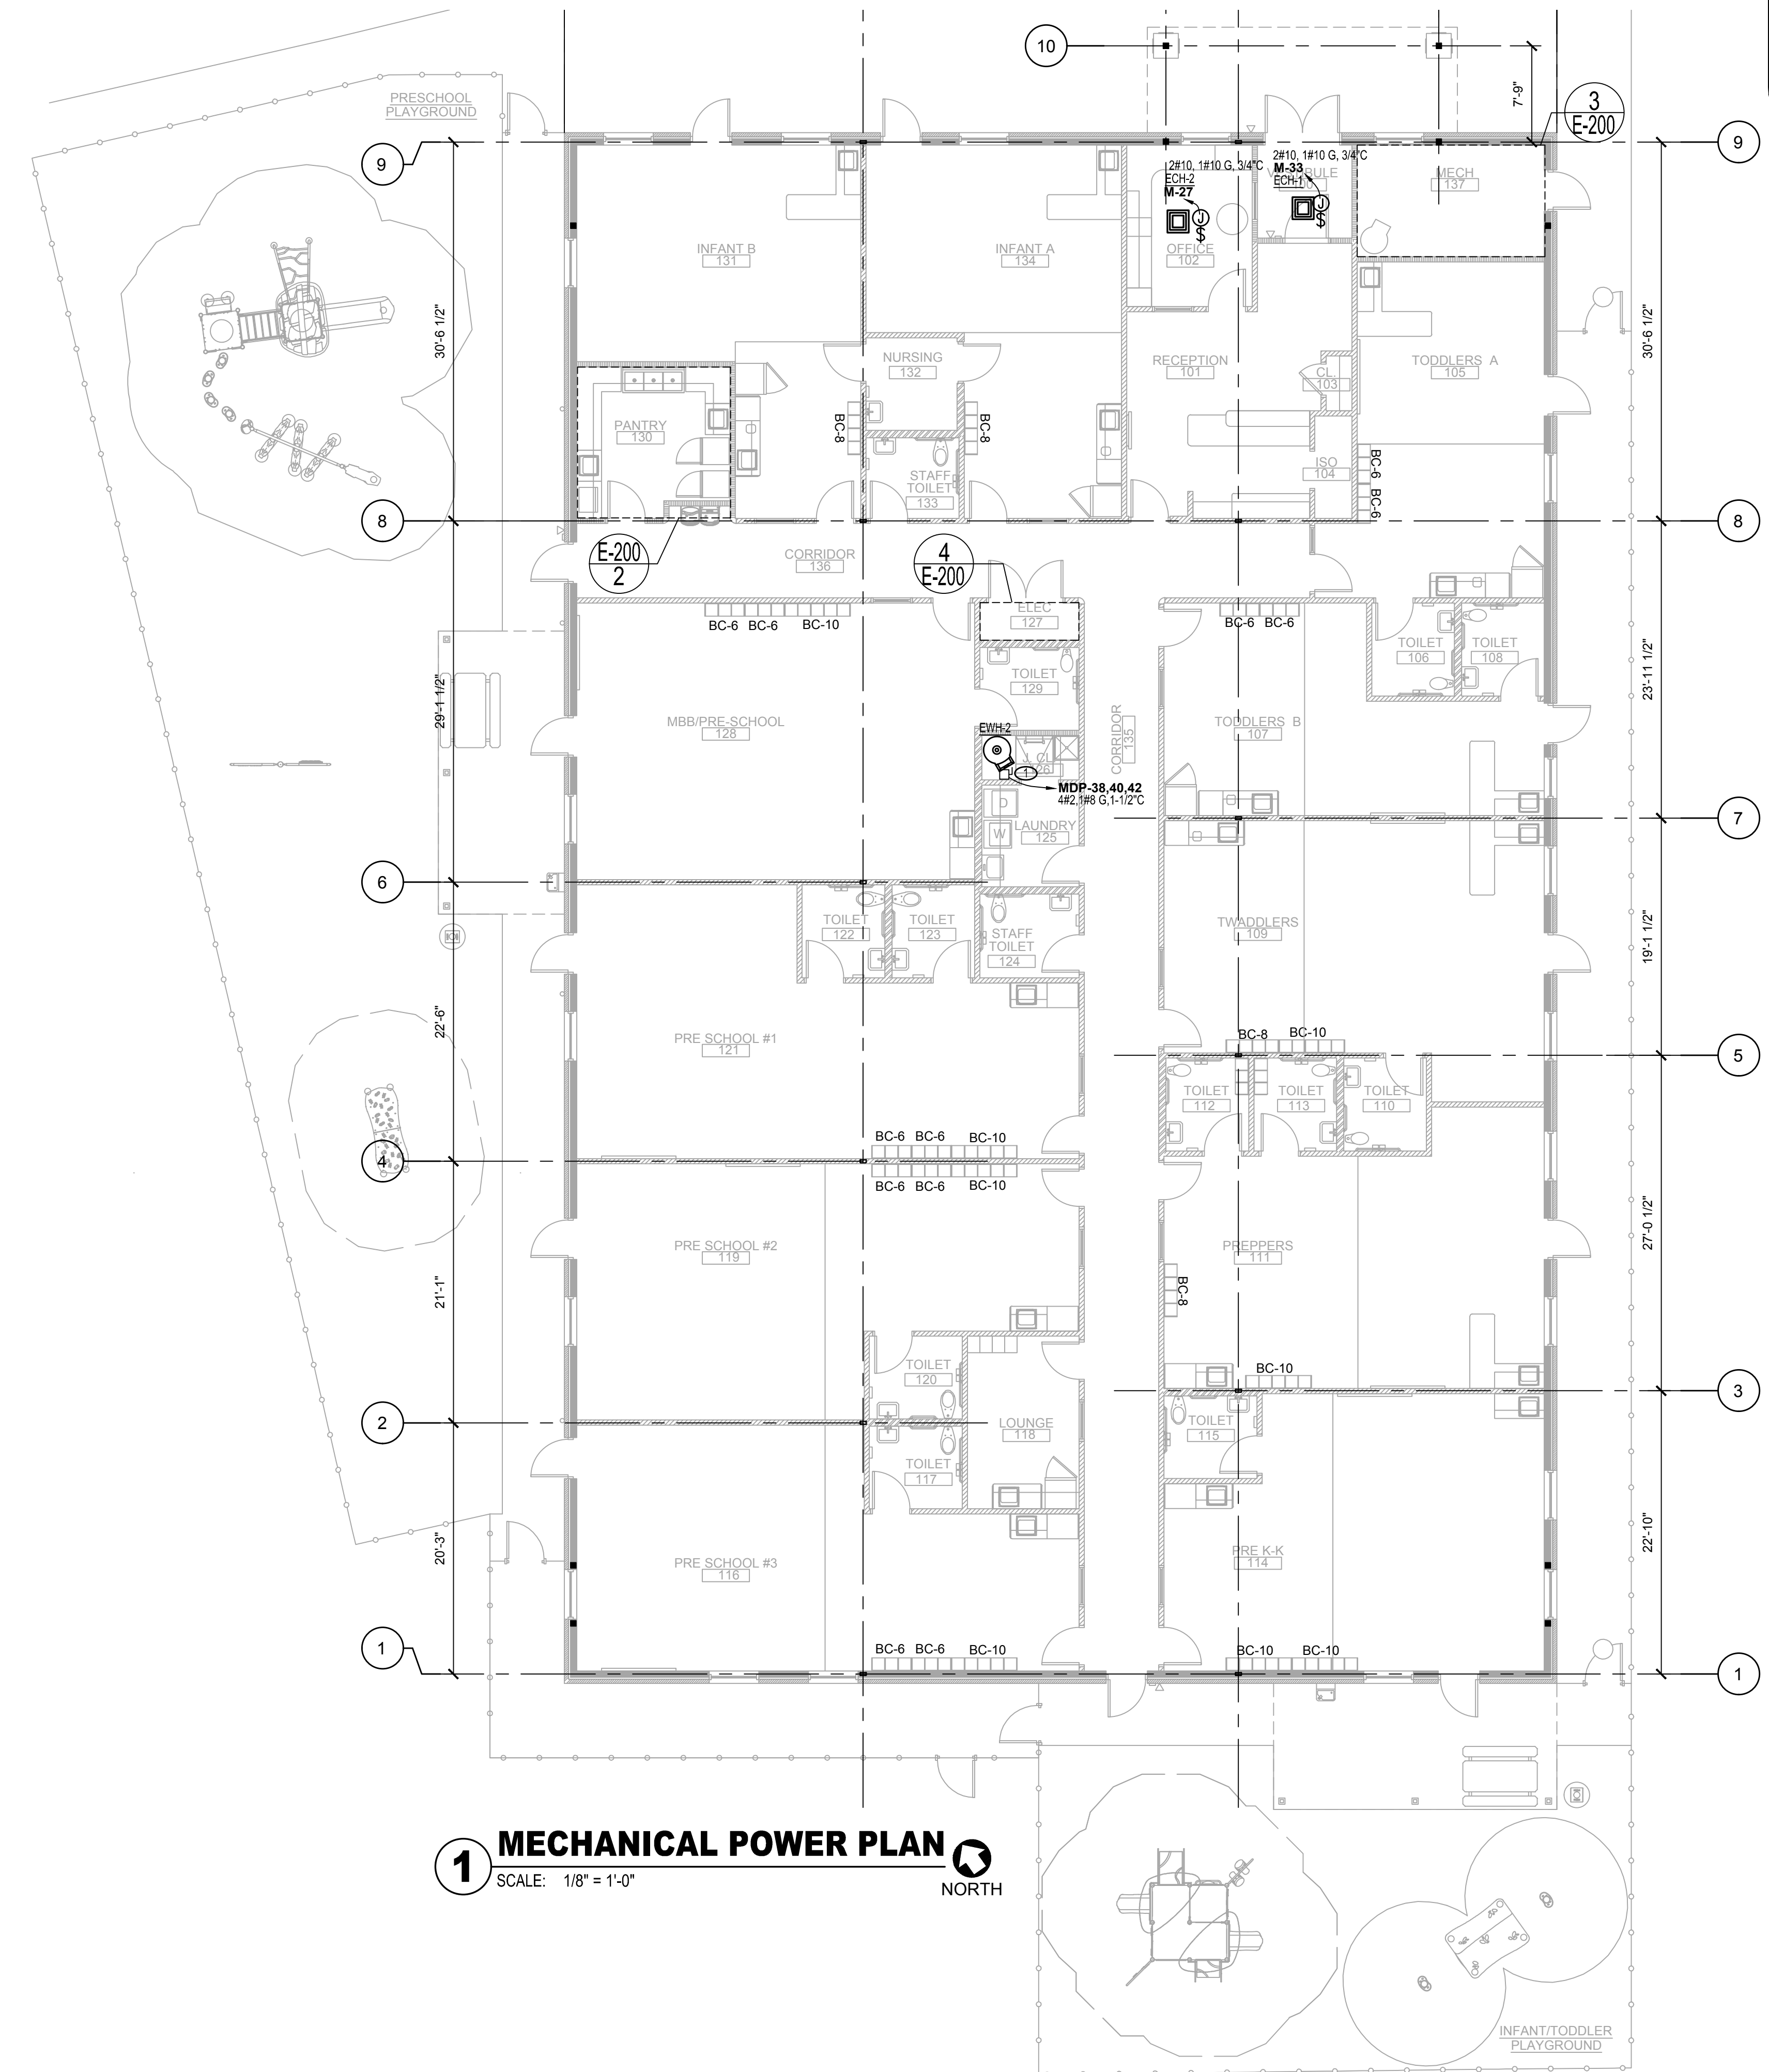 10
7'-9"
3
E-200
PRESCHOOL
PLAYGROUND
9
9
2#10, 1#10 G, 3/4"C
ECH-2
M-27
J
$
OFFICE
102
2#10, 1#10 G, 3/4"C
M-33
ECH-1
J
$
MECH
137
INFANT B
131
INFANT A
134
30'-6 1/2"
30'-6 1/2"
NURSING
132
RECEPTION
101
CL.
103
TODDLERS A
105
PANTRY
130
BC-8
BC-8
STAFF
TOILET
133
ISO
104
BC-6
BC-6
8
8
E-200
2
CORRIDOR
136
4
E-200
ELEC
127
BC-6
BC-6
BC-10
BC-6
BC-6
TOILET
106
TOILET
108
TOILET
129
29'-1 1/2"
23'-11 1/2"
MBB/PRE-SCHOOL
128
CORRIDOR
135
TODDLERS B
107
EWH-2
J. CL
1
MDP-38,40,42
4#2,1#8 G,1-1/2"C
W
LAUNDRY
125
7
6
TOILET
122
TOILET
123
STAFF
TOILET
124
TWADDLERS
109
19'-1 1/2"
22'-6"
PRE SCHOOL #1
121
BC-8
BC-10
5
TOILET
112
TOILET
113
TOILET
110
BC-6
BC-6
BC-10
4
BC-6
BC-6
BC-10
PRE SCHOOL #2
119
PREPPERS
111
27'-0 1/2"
21'-1"
BC-8
TOILET
120
BC-10
3
2
LOUNGE
118
TOILET
115
TOILET
117
20'-3"
22'-10"
PRE SCHOOL #3
116
PRE K-K
114
1
BC-6
BC-6
BC-10
BC-10
BC-10
1
1
MECHANICAL POWER PLAN
SCALE: 1/8" = 1'-0"
NORTH
INFANT/TODDLER
PLAYGROUND